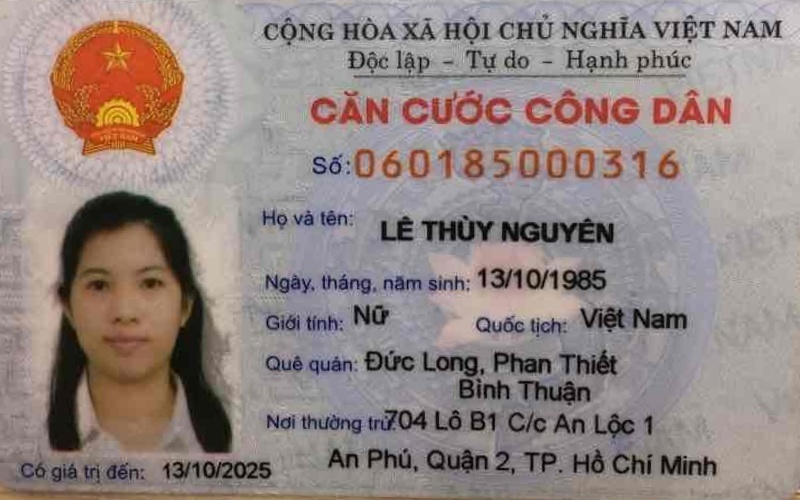 CỘNG HÒA XÃ HỘI CHỦ NGHĨA VIỆT NAM
Độc lập - Tự do - Hạnh phúc
CĂN CƯỚC CÔNG DÂN
Số: 060185000316
Họ và tên: LÊ THÙY NGUYÊN
Ngày, tháng, năm sinh: 13/10/1985
Giới tính: Nữ Quốc tịch: Việt Nam
Quê quán: Đức Long, Phan Thiết
Bình Thuận
Nơi thường trú: 704 Lô B1 C/c An Lộc 1
An Phú, Quận 2, TP. Hồ Chí Minh
Có giá trị đến: 13/10/2025